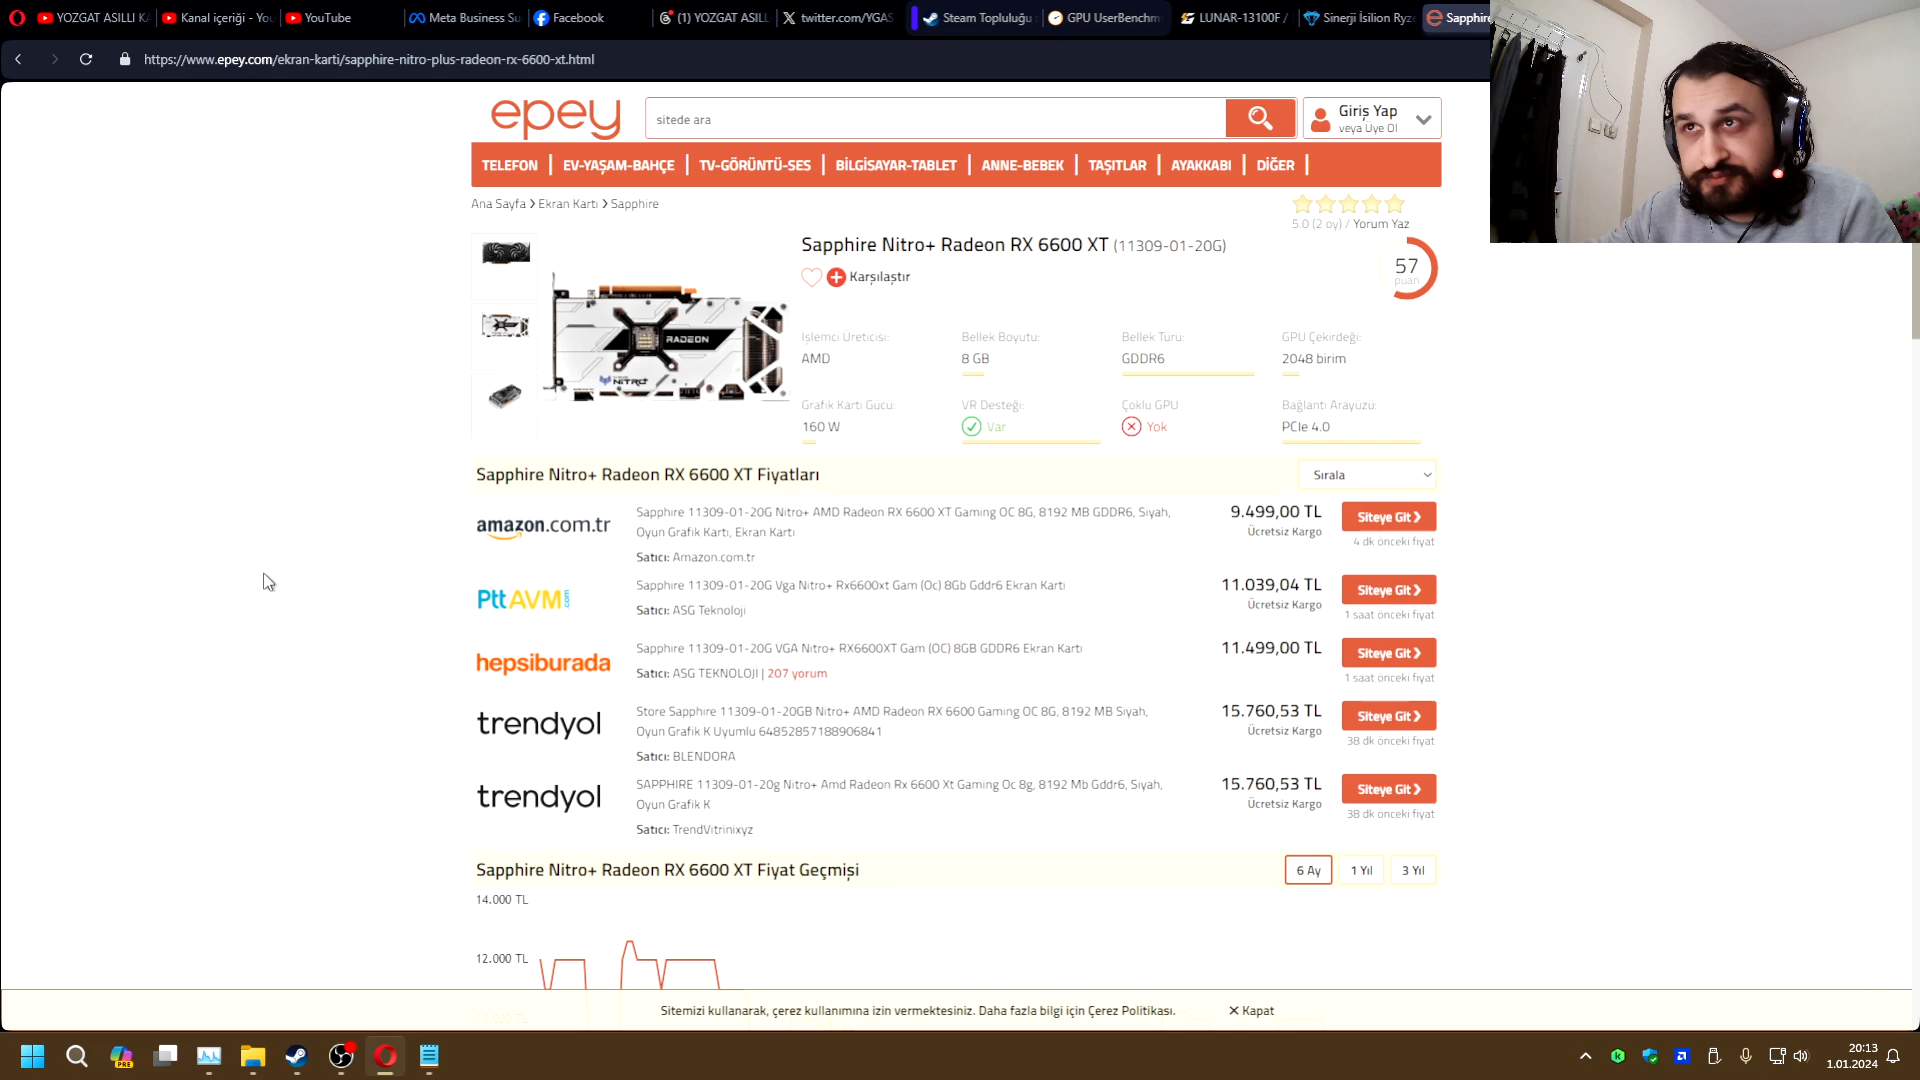 YOZGAT ASILLI KA
Kanal içeriği - You
YouTube
Meta Business Su
Facebook
(1) YOZGAT ASILL
twitter.com/YGAS
Steam Topluluğu
GPU UserBenchm
LUNAR-13100F /
Sinerji İsilion Ryze
Sapphire
https://www.epey.com/ekran-karti/sapphire-nitro-plus-radeon-rx-6600-xt.html
epey
sitede ara
Giriş Yap
veya Üye Ol
TELEFON
EV-YAŞAM-BAHÇE
TV-GÖRÜNTÜ-SES
BİLGİSAYAR-TABLET
ANNE-BEBEK
TAŞITLAR
AYAKKABI
DİĞER
Ana Sayfa > Ekran Kartı > Sapphire
5.0 (2 oy) / Yorum Yaz
Sapphire Nitro+ Radeon RX 6600 XT (11309-01-20G)
Karşılaştır
57
puan
RADEON
NITRO+
İşlemci Üreticisi:
AMD
Bellek Boyutu:
8 GB
Bellek Türü:
GDDR6
GPU Çekirdeği:
2048 birim
Grafik Kartı Gücü:
160 W
VR Desteği:
Var
Çoklu GPU
Yok
Bağlantı Arayüzü:
PCIe 4.0
Sapphire Nitro+ Radeon RX 6600 XT Fiyatları
Sırala
amazon.com.tr
Sapphire 11309-01-20G Nitro+ AMD Radeon RX 6600 XT Gaming OC 8G, 8192 MB GDDR6, Siyah,
Oyun Grafik Kartı, Ekran Kartı
Satıcı: Amazon.com.tr
9.499,00 TL
Ücretsiz Kargo
Siteye Git
4 dk önceki fiyat
PttAVM.com
Sapphire 11309-01-20G Vga Nitro+ Rx6600xt Gam (Oc) 8Gb Gddr6 Ekran Kartı
Satıcı: ASG Teknoloji
11.039,04 TL
Ücretsiz Kargo
Siteye Git
1 saat önceki fiyat
hepsiburada
Sapphire 11309-01-20G VGA Nitro+ RX6600XT Gam (OC) 8GB GDDR6 Ekran Kartı
Satıcı: ASG TEKNOLOJI | 207 yorum
11.499,00 TL
Siteye Git
1 saat önceki fiyat
trendyol
Store Sapphire 11309-01-20GB Nitro+ AMD Radeon RX 6600 Gaming OC 8G, 8192 MB Siyah,
Oyun Grafik K Uyumlu 64852857188906841
Satıcı: BLENDORA
15.760,53 TL
Ücretsiz Kargo
Siteye Git
38 dk önceki fiyat
trendyol
SAPPHIRE 11309-01-20g Nitro+ Amd Radeon Rx 6600 Xt Gaming Oc 8g, 8192 Mb Gddr6, Siyah,
Oyun Grafik K
Satıcı: TrendVitrinixyz
15.760,53 TL
Ücretsiz Kargo
Siteye Git
38 dk önceki fiyat
Sapphire Nitro+ Radeon RX 6600 XT Fiyat Geçmişi
6 Ay
1 Yıl
3 Yıl
14.000 TL
12.000 TL
Sitemizi kullanarak, çerez kullanımına izin vermektesiniz. Daha fazla bilgi için Çerez Politikası.
Kapat
PRE
20:13
1.01.2024